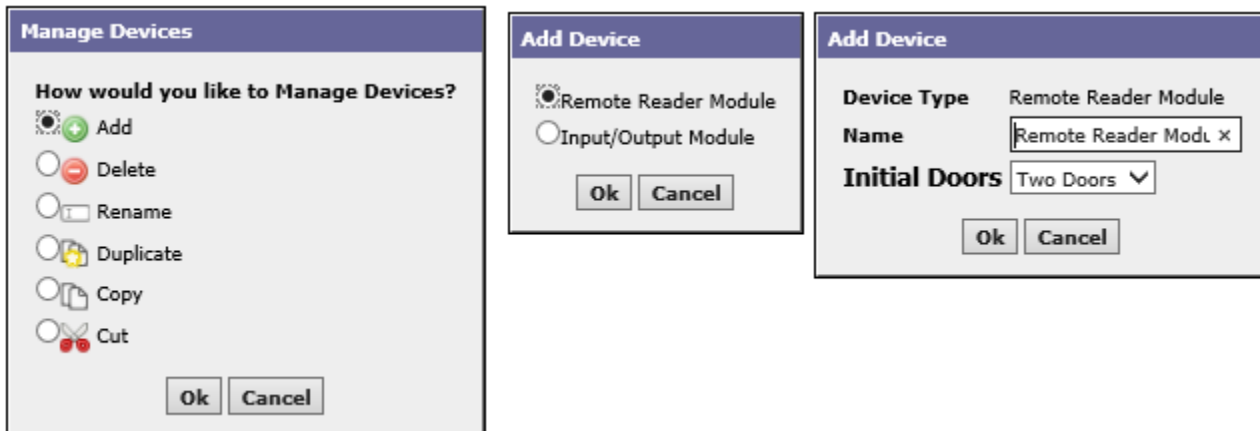 Manage Devices
How would you like to Manage Devices?
Add
Delete
Rename
Duplicate
Copy
Cut
Ok Cancel
Add Device
Remote Reader Module
Input/Output Module
Ok Cancel
Add Device
Device Type Remote Reader Module
Name Remote Reader Modu ×
Initial Doors Two Doors
Ok Cancel